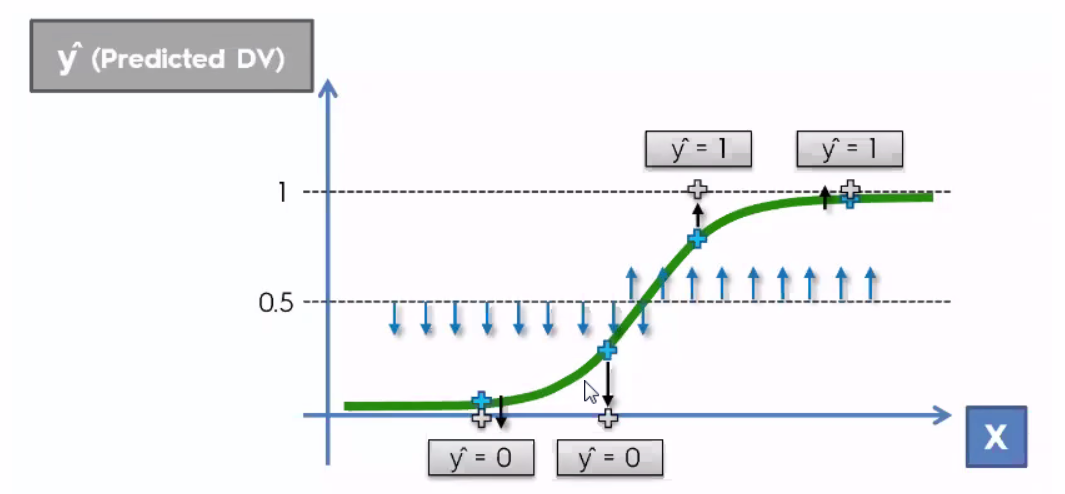 ŷ (Predicted DV)
ŷ = 1
ŷ = 1
1
0.5
ŷ = 0
ŷ = 0
X